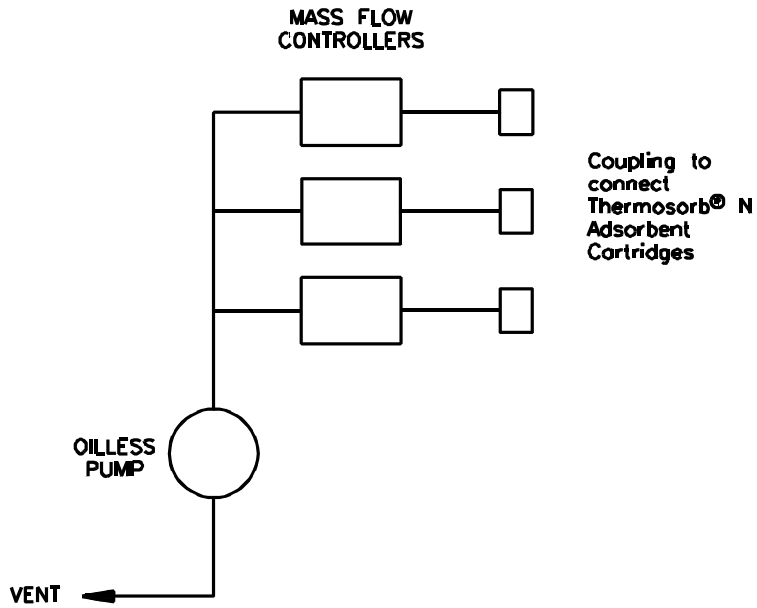 MASS FLOW
CONTROLLERS
Coupling to
connect
Thermosorb® N
Adsorbent
Cartridges
OILLESS
PUMP
VENT